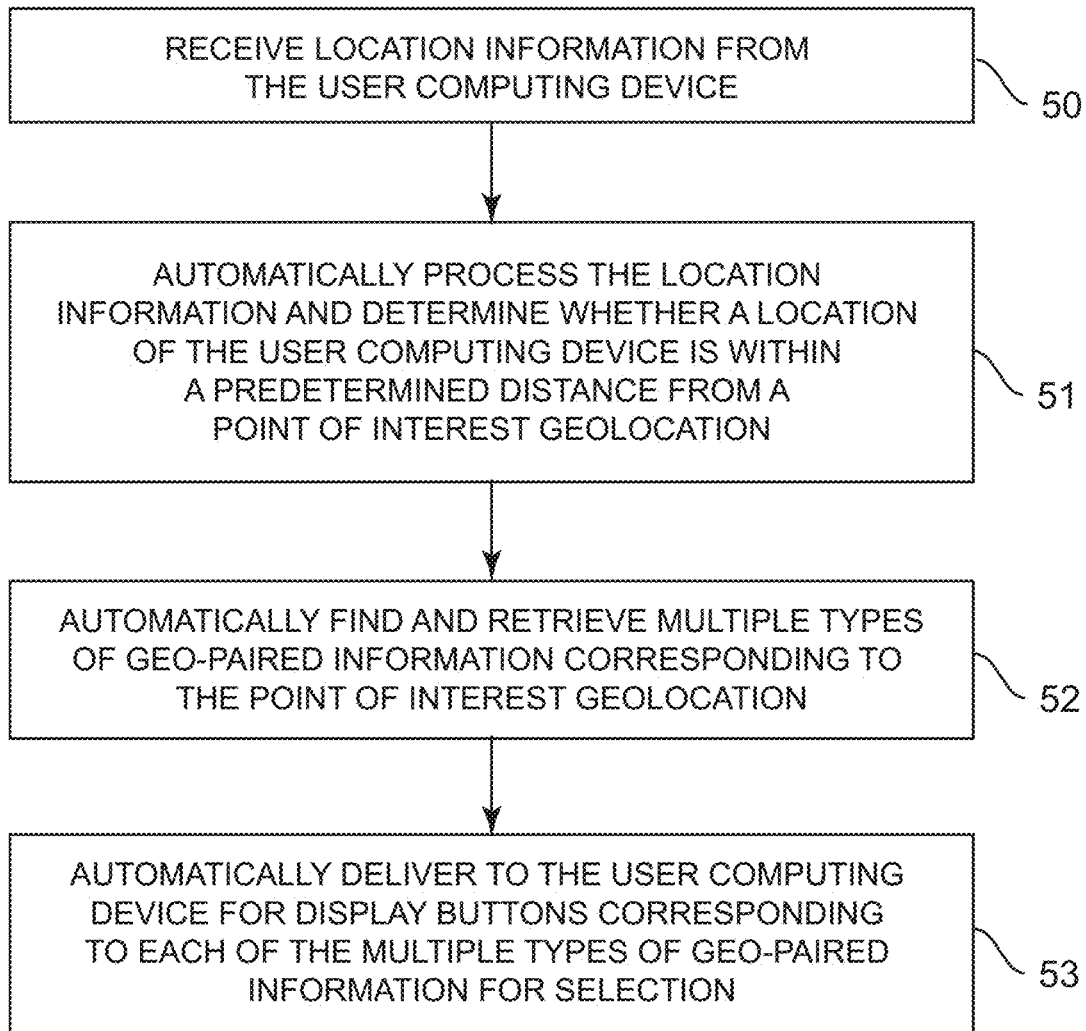 RECEIVE LOCATION INFORMATION FROM
THE USER COMPUTING DEVICE
50
AUTOMATICALLY PROCESS THE LOCATION
INFORMATION AND DETERMINE WHETHER A LOCATION
OF THE USER COMPUTING DEVICE IS WITHIN
A PREDETERMINED DISTANCE FROM A
POINT OF INTEREST GEOLOCATION
51
AUTOMATICALLY FIND AND RETRIEVE MULTIPLE TYPES
OF GEO-PAIRED INFORMATION CORRESPONDING TO
THE POINT OF INTEREST GEOLOCATION
52
AUTOMATICALLY DELIVER TO THE USER COMPUTING
DEVICE FOR DISPLAY BUTTONS CORRESPONDING
TO EACH OF THE MULTIPLE TYPES OF GEO-PAIRED
INFORMATION FOR SELECTION
53